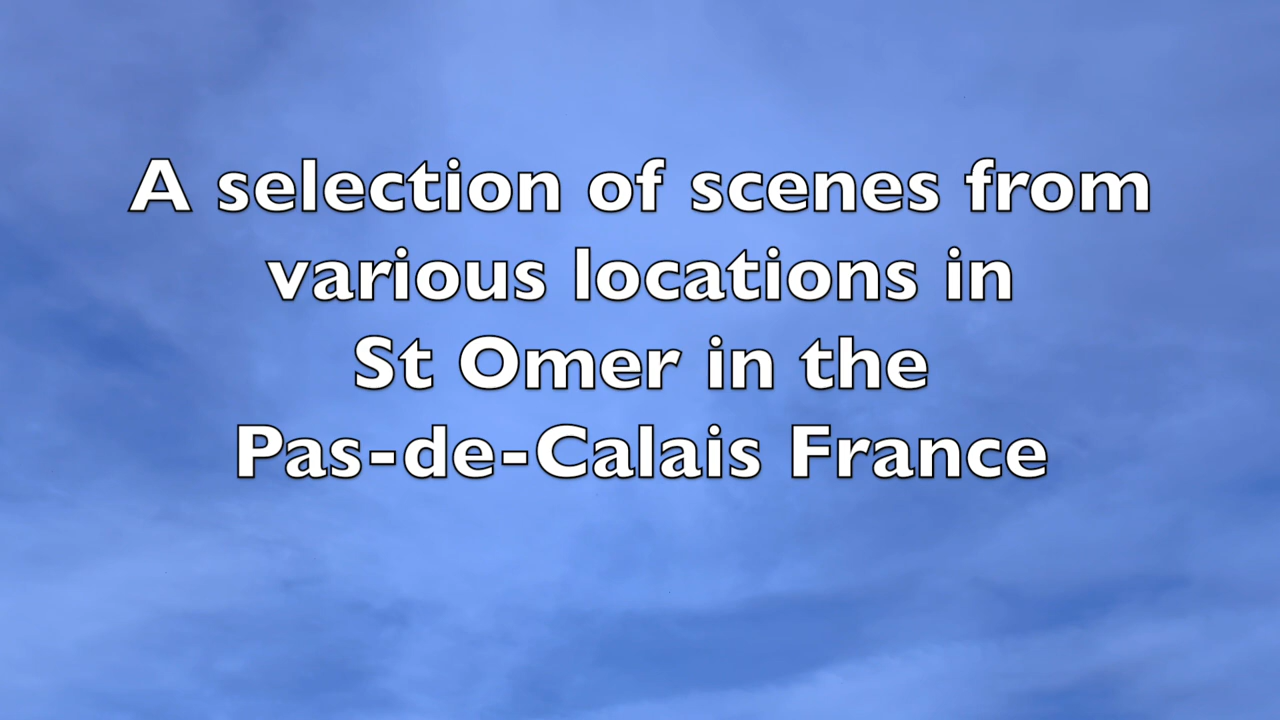 A selection of scenes from
various locations in
St Omer in the
Pas-de-Calais France